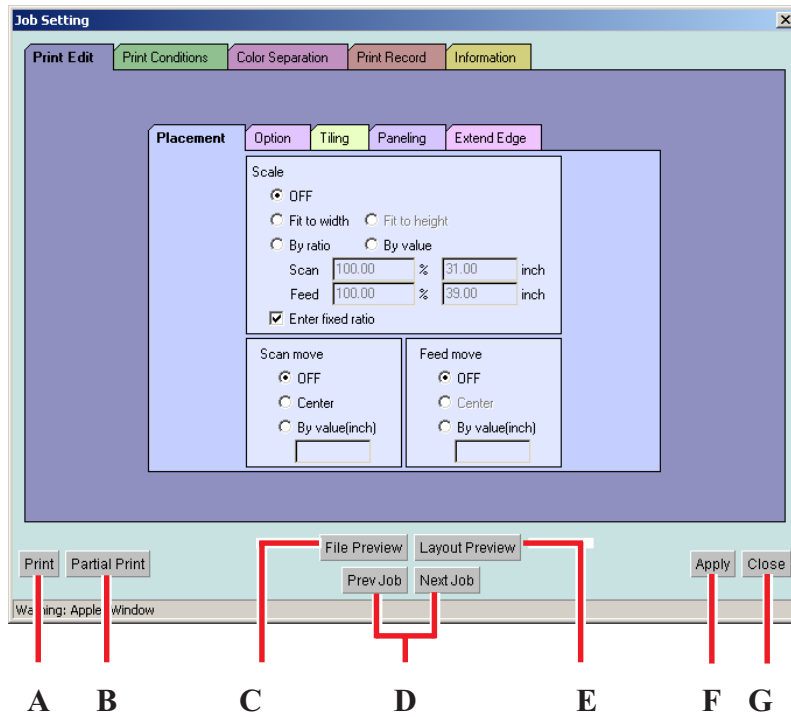 Job Setting
Print Edit Print Conditions Color Separation Print Record Information
Placement Option Tiling Paneling Extend Edge
Scale
OFF
Fit to width Fit to height
By ratio By value
Scan 100.00 % 31.00 inch
Feed 100.00 % 39.00 inch
Enter fixed ratio
Scan move
OFF
Center
By value(inch)
Feed move
OFF
Center
By value(inch)
File Preview Layout Preview
Print Partial Print Apply Close
Prev Job Next Job
Window
A B C D E F G